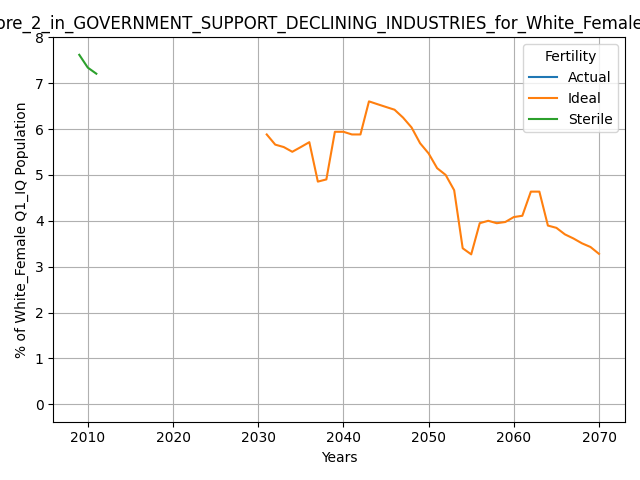 ore_2_in_GOVERNMENT_SUPPORT_DECLINING_INDUSTRIES_for_White_Female
8
7
6
5
4
3
2
1
0
% of White_Female Q1_IQ Population
Fertility
Actual
Ideal
Sterile
2010 2020 2030 2040 2050 2060 2070
Years